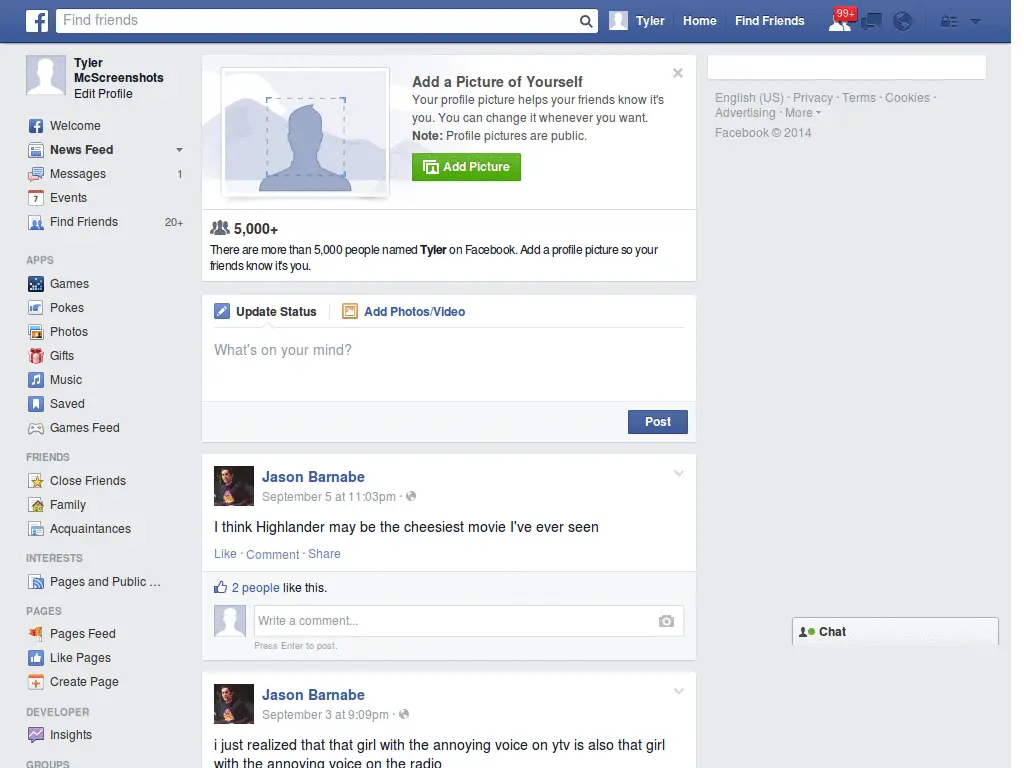 Find friends
Tyler Home Find Friends 99+
Tyler
McScreenshots
Edit Profile
Welcome
News Feed
Messages 1
Events
Find Friends 20+
APPS
Games
Pokes
Photos
Gifts
Music
Saved
Games Feed
FRIENDS
Close Friends
Family
Acquaintances
INTERESTS
Pages and Public ...
PAGES
Pages Feed
Like Pages
Create Page
DEVELOPER
Insights
GROUPS
Add a Picture of Yourself
Your profile picture helps your friends know it's
you. You can change it whenever you want.
Note: Profile pictures are public.
Add Picture
5,000+
There are more than 5,000 people named Tyler on Facebook. Add a profile picture so your
friends know it's you.
Update Status Add Photos/Video
What's on your mind?
Post
Jason Barnabe
September 5 at 11:03pm ·
I think Highlander may be the cheesiest movie I've ever seen
Like · Comment · Share
2 people like this.
Write a comment...
Press Enter to post.
Jason Barnabe
September 3 at 9:09pm ·
i just realized that that girl with the annoying voice on ytv is also that girl
with the annoying voice on the radio
English (US) · Privacy · Terms · Cookies ·
Advertising · More
Facebook © 2014
Chat